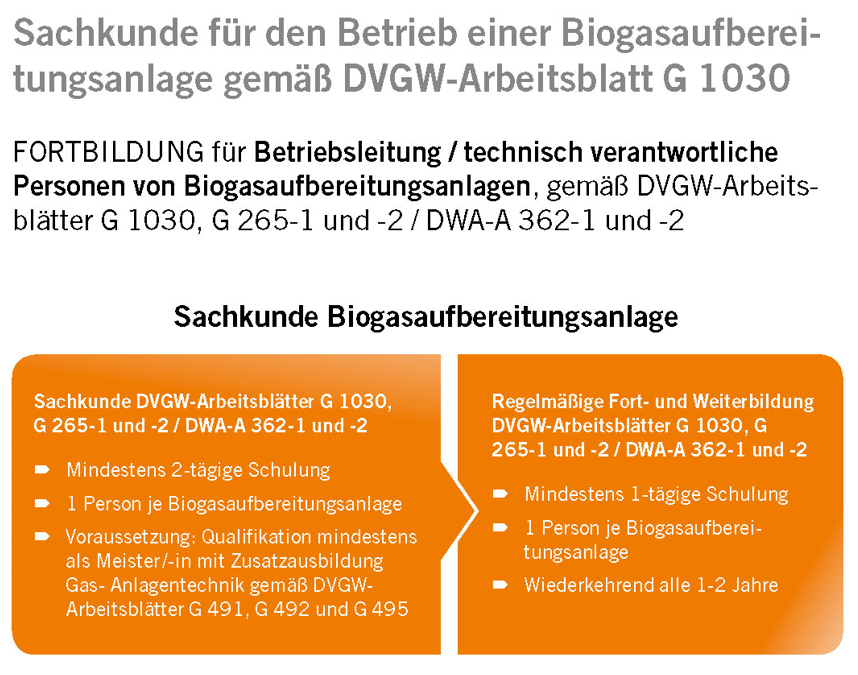 Sachkunde für den Betrieb einer Biogasaufberei-
tungsanlage gemäß DVGW-Arbeitsblatt G 1030
FORTBILDUNG für Betriebsleitung / technisch verantwortliche
Personen von Biogasaufbereitungsanlagen, gemäß DVGW-Arbeits-
blätter G 1030, G 265-1 und -2 / DWA-A 362-1 und -2
Sachkunde Biogasaufbereitungsanlage
Sachkunde DVGW-Arbeitsblätter G 1030,
G 265-1 und -2 / DWA-A 362-1 und -2
Mindestens 2-tägige Schulung
1 Person je Biogasaufbereitungsanlage
Voraussetzung: Qualifikation mindestens
als Meister/-in mit Zusatzausbildung
Gas- Anlagentechnik gemäß DVGW-
Arbeitsblätter G 491, G 492 und G 495
Regelmäßige Fort- und Weiterbildung
DVGW-Arbeitsblätter G 1030, G
265-1 und -2 / DWA-A 362-1 und -2
Mindestens 1-tägige Schulung
1 Person je Biogasaufberei-
tungsanlage
Wiederkehrend alle 1-2 Jahre